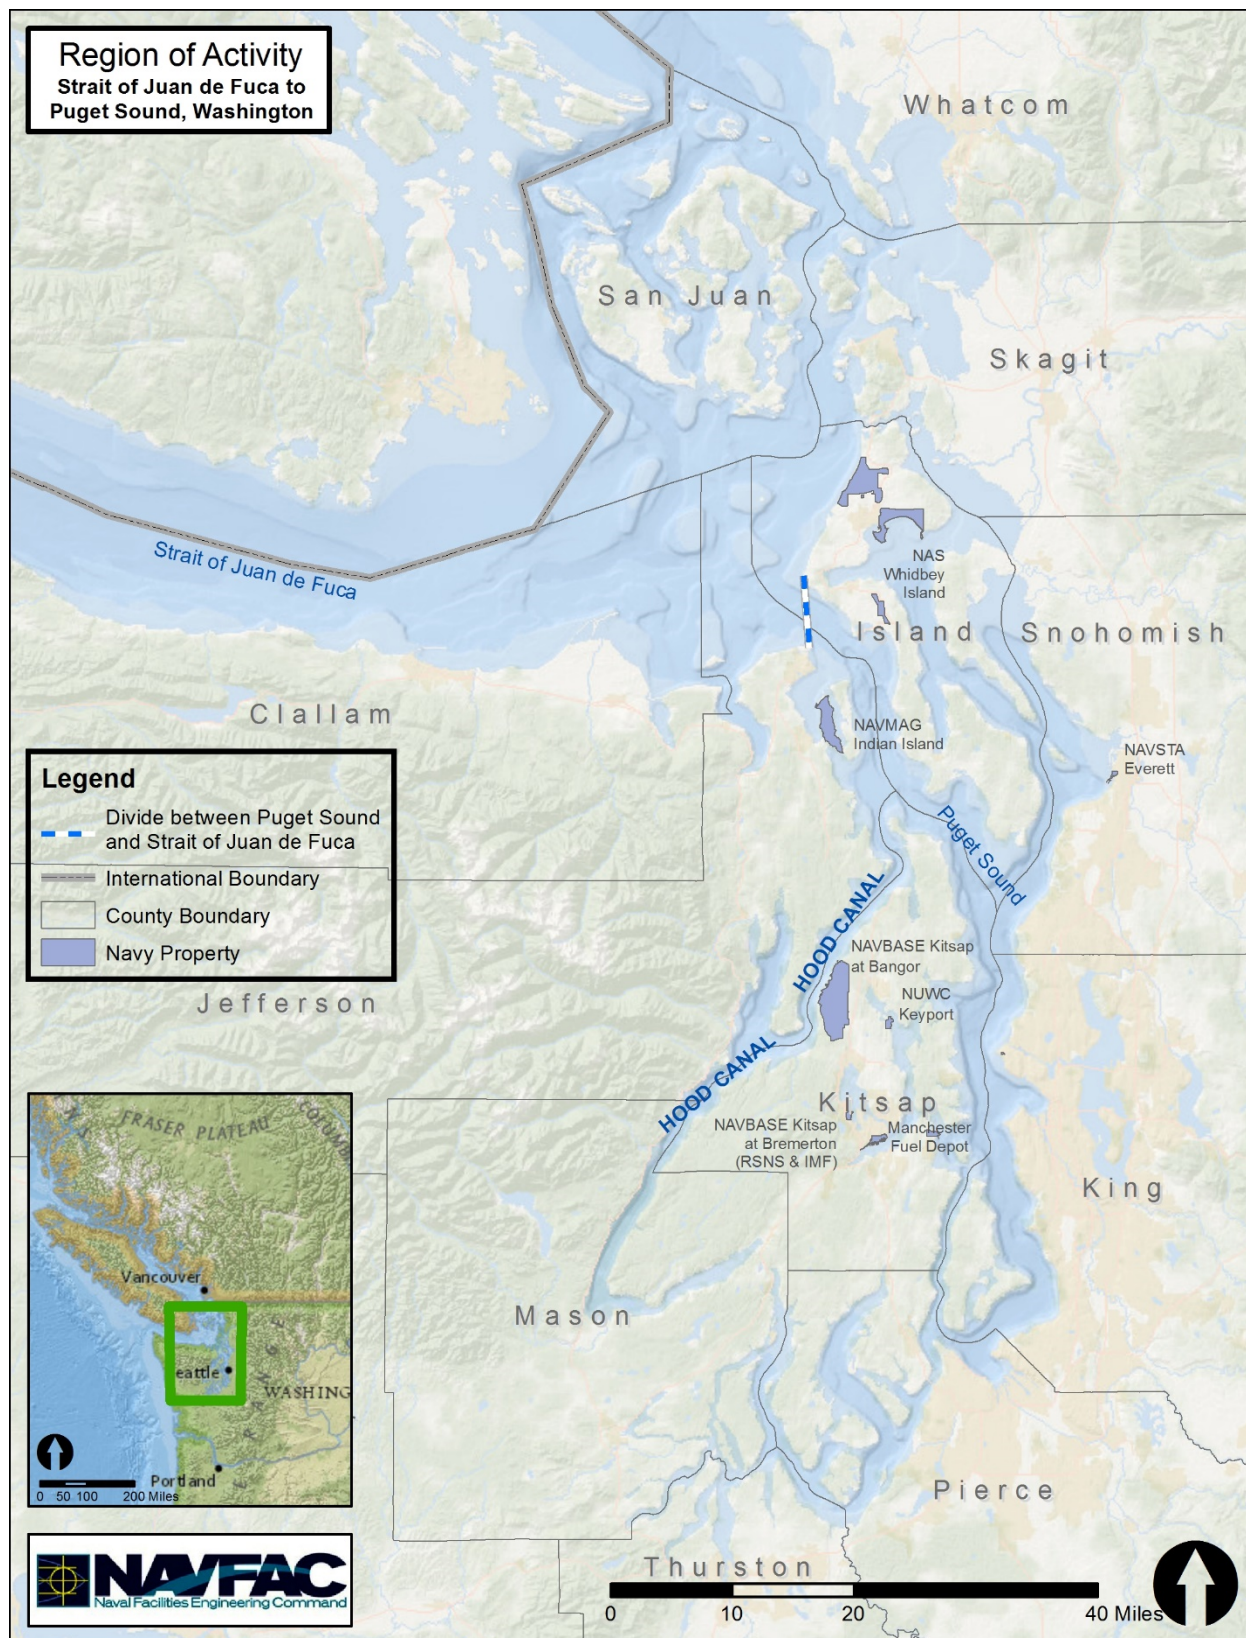 Region of Activity
Strait of Juan de Fuca to
Puget Sound, Washington
Whatcom
San Juan
Skagit
Strait of Juan de Fuca
NAS
Whidbey
Island
Island
Snohomish
Clallam
NAVMAG
Indian Island
NAVSTA
Everett
Legend
Divide between Puget Sound
and Strait of Juan de Fuca
International Boundary
County Boundary
Navy Property
Puget Sound
HOOD CANAL
NAVBASE Kitsap
at Bangor
NUWC
Keyport
Jefferson
HOOD CANAL
Kitsap
NAVBASE Kitsap
at Bremerton
(RSNS & IMF)
Manchester
Fuel Depot
King
Mason
FRASER PLATEAU
Vancouver
eattle
WASHING
Portland
0 50 100 200 Miles
Pierce
Thurston
NAVFAC
Naval Facilities Engineering Command
0 10 20 40 Miles